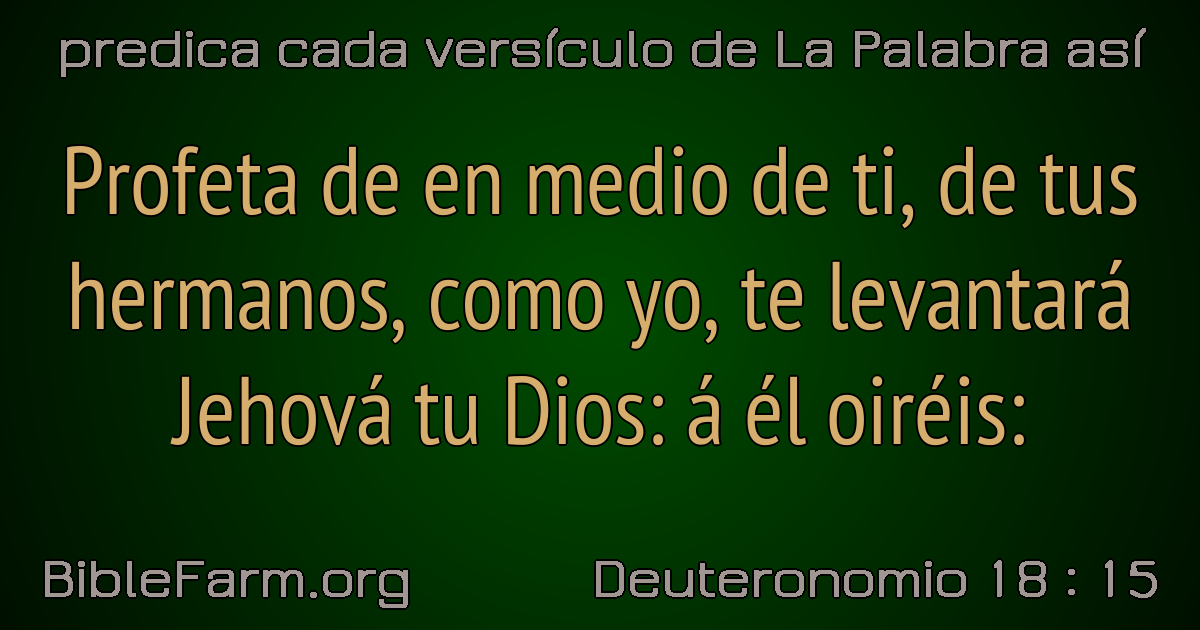 predica cada versículo de La Palabra así
Profeta de en medio de ti, de tus
hermanos, como yo, te levantará
Jehová tu Dios: á él oiréis:
BibleFarm.org
Deuteronomio 18 : 15